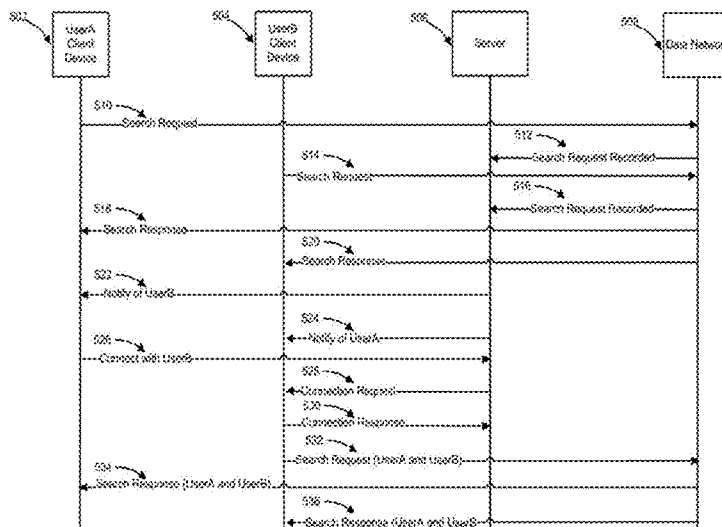 502
UserA
Client
Device
504
UserB
Client
Device
506
Server
508
Data Network
510
Search Request
512
Search Request Recorded
514
Search Request
516
Search Request Recorded
518
Search Response
520
Search Response
522
Notify of UserB
524
Notify of UserA
526
Connect with UserB
528
Connection Request
530
Connection Response
532
Search Request (UserA and UserB)
534
Search Response (UserA and UserB)
536
Search Response (UserA and UserB